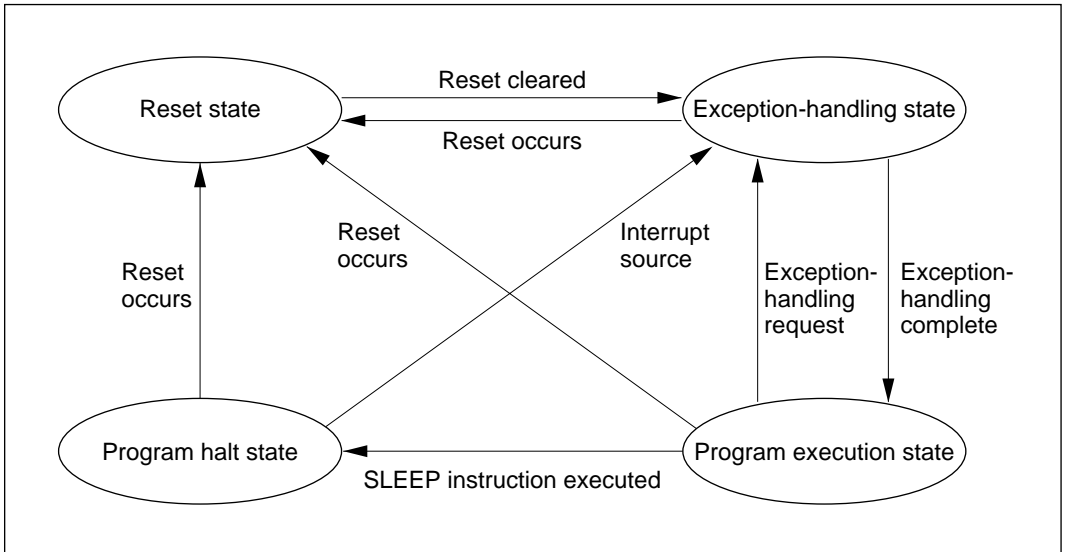 Reset cleared
Reset state
Exception-handling state
Reset occurs
Reset
occurs
Interrupt
source
Reset
occurs
Exception-
handling
request
Exception-
handling
complete
Program halt state
Program execution state
SLEEP instruction executed